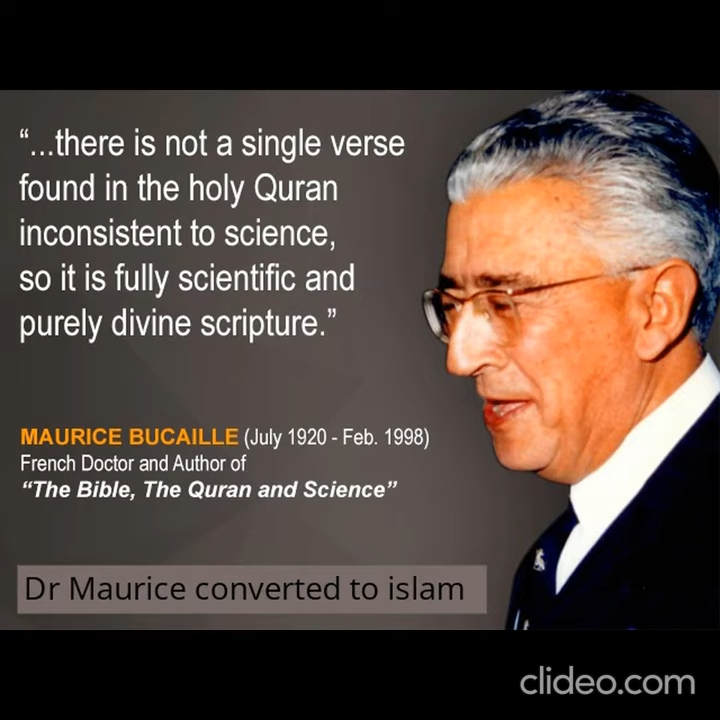 “...there is not a single verse
found in the holy Quran
inconsistent to science,
so it is fully scientific and
purely divine scripture.”
MAURICE BUCAILLE (July 1920 - Feb. 1998)
French Doctor and Author of
“The Bible, The Quran and Science”
Dr Maurice converted to islam
clideo.com